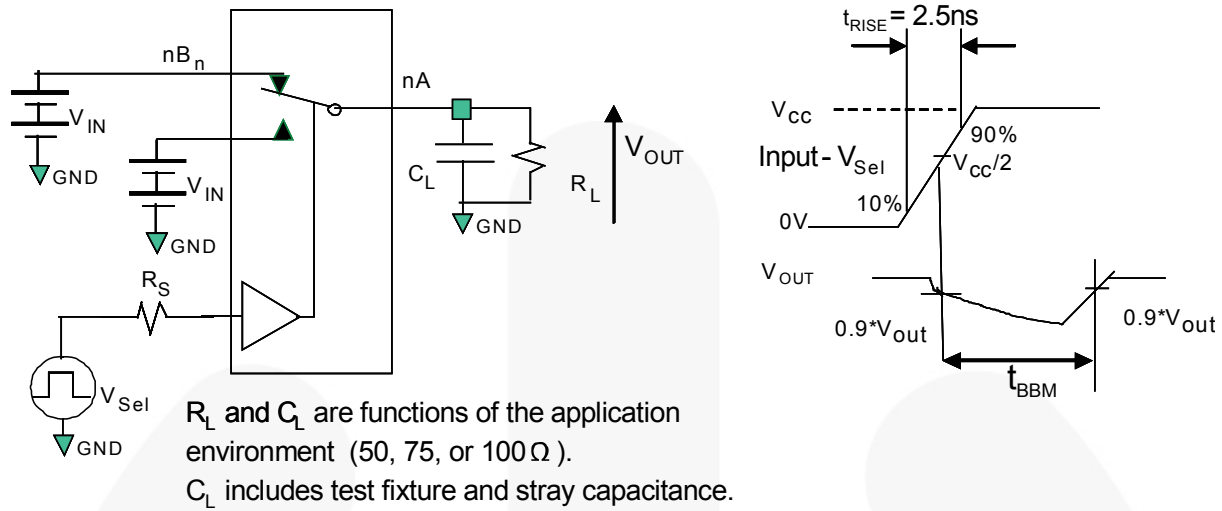 nBₙ
nA
V_IN
GND
V_IN
GND
C_L
R_L
GND
V_OUT
R_S
V_Sel
GND
R_L and C_L are functions of the application
environment (50, 75, or 100 Ω ).
C_L includes test fixture and stray capacitance.
t_RISE = 2.5ns
V_CC
90%
Input - V_Sel
V_CC/2
10%
0V
V_OUT
0.9*V_out
0.9*V_out
t_BBM